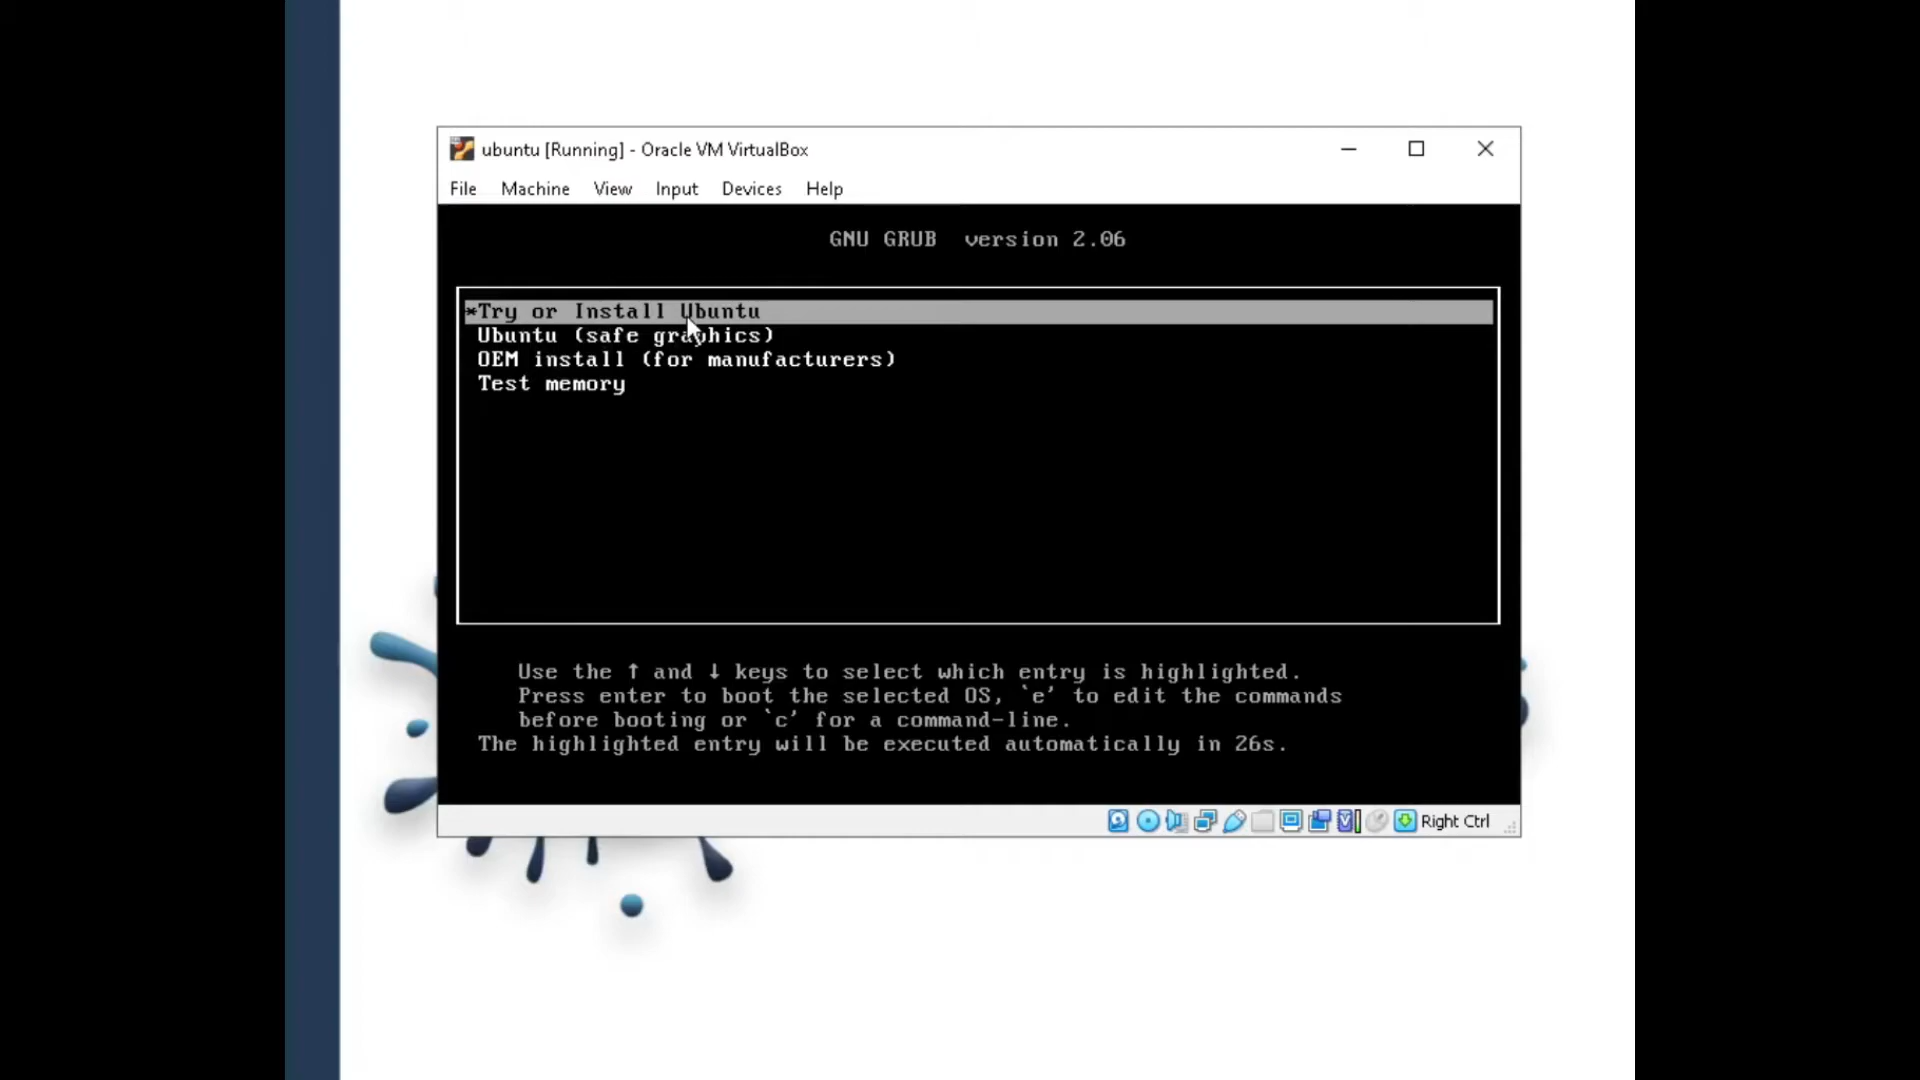 ubuntu [Running] - Oracle VM VirtualBox
File Machine View Input Devices Help
GNU GRUB version 2.06
*Try or Install Ubuntu
Ubuntu (safe graphics)
OEM install (for manufacturers)
Test memory
Use the ↑ and ↓ keys to select which entry is highlighted.
Press enter to boot the selected OS, `e' to edit the commands
before booting or `c' for a command-line.
The highlighted entry will be executed automatically in 26s.
Right Ctrl